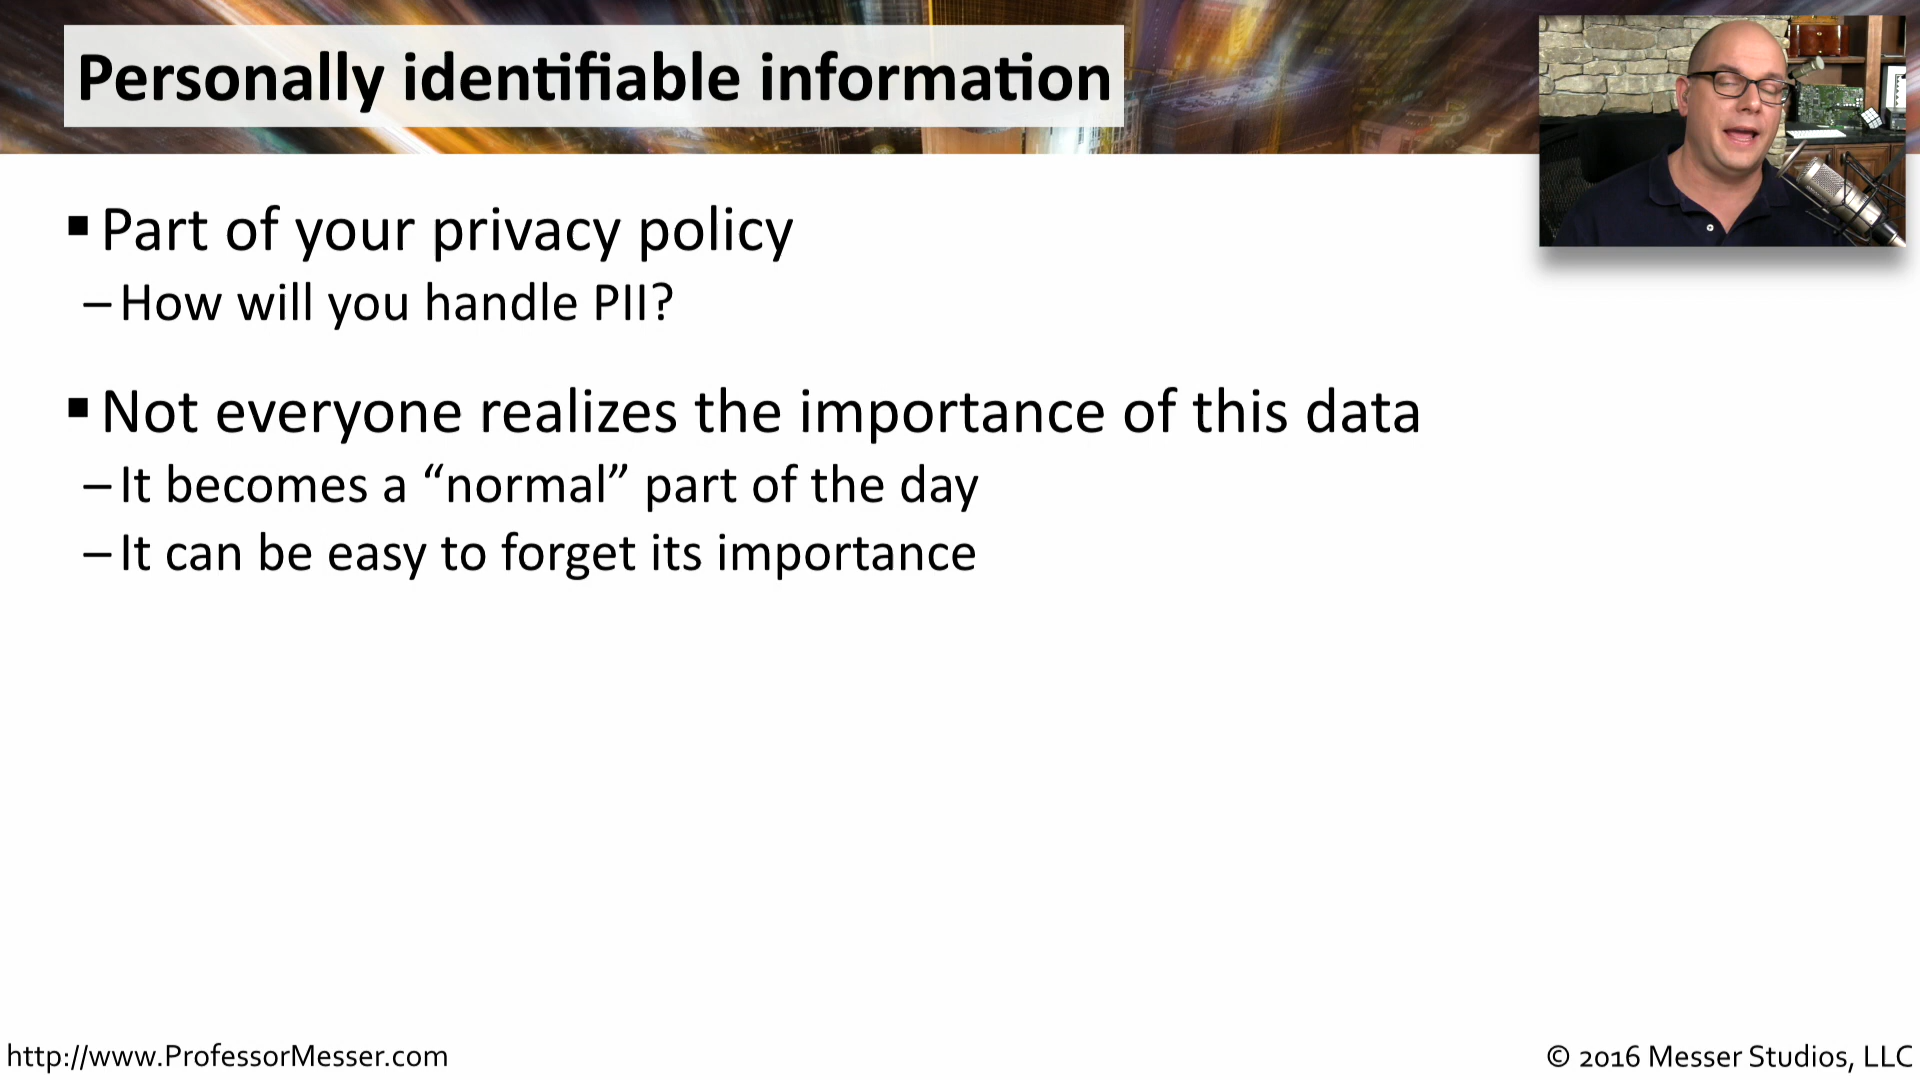 Personally identifiable information
▪ Part of your privacy policy
– How will you handle PII?
▪ Not everyone realizes the importance of this data
– It becomes a “normal” part of the day
– It can be easy to forget its importance
http://www.ProfessorMesser.com
© 2016 Messer Studios, LLC